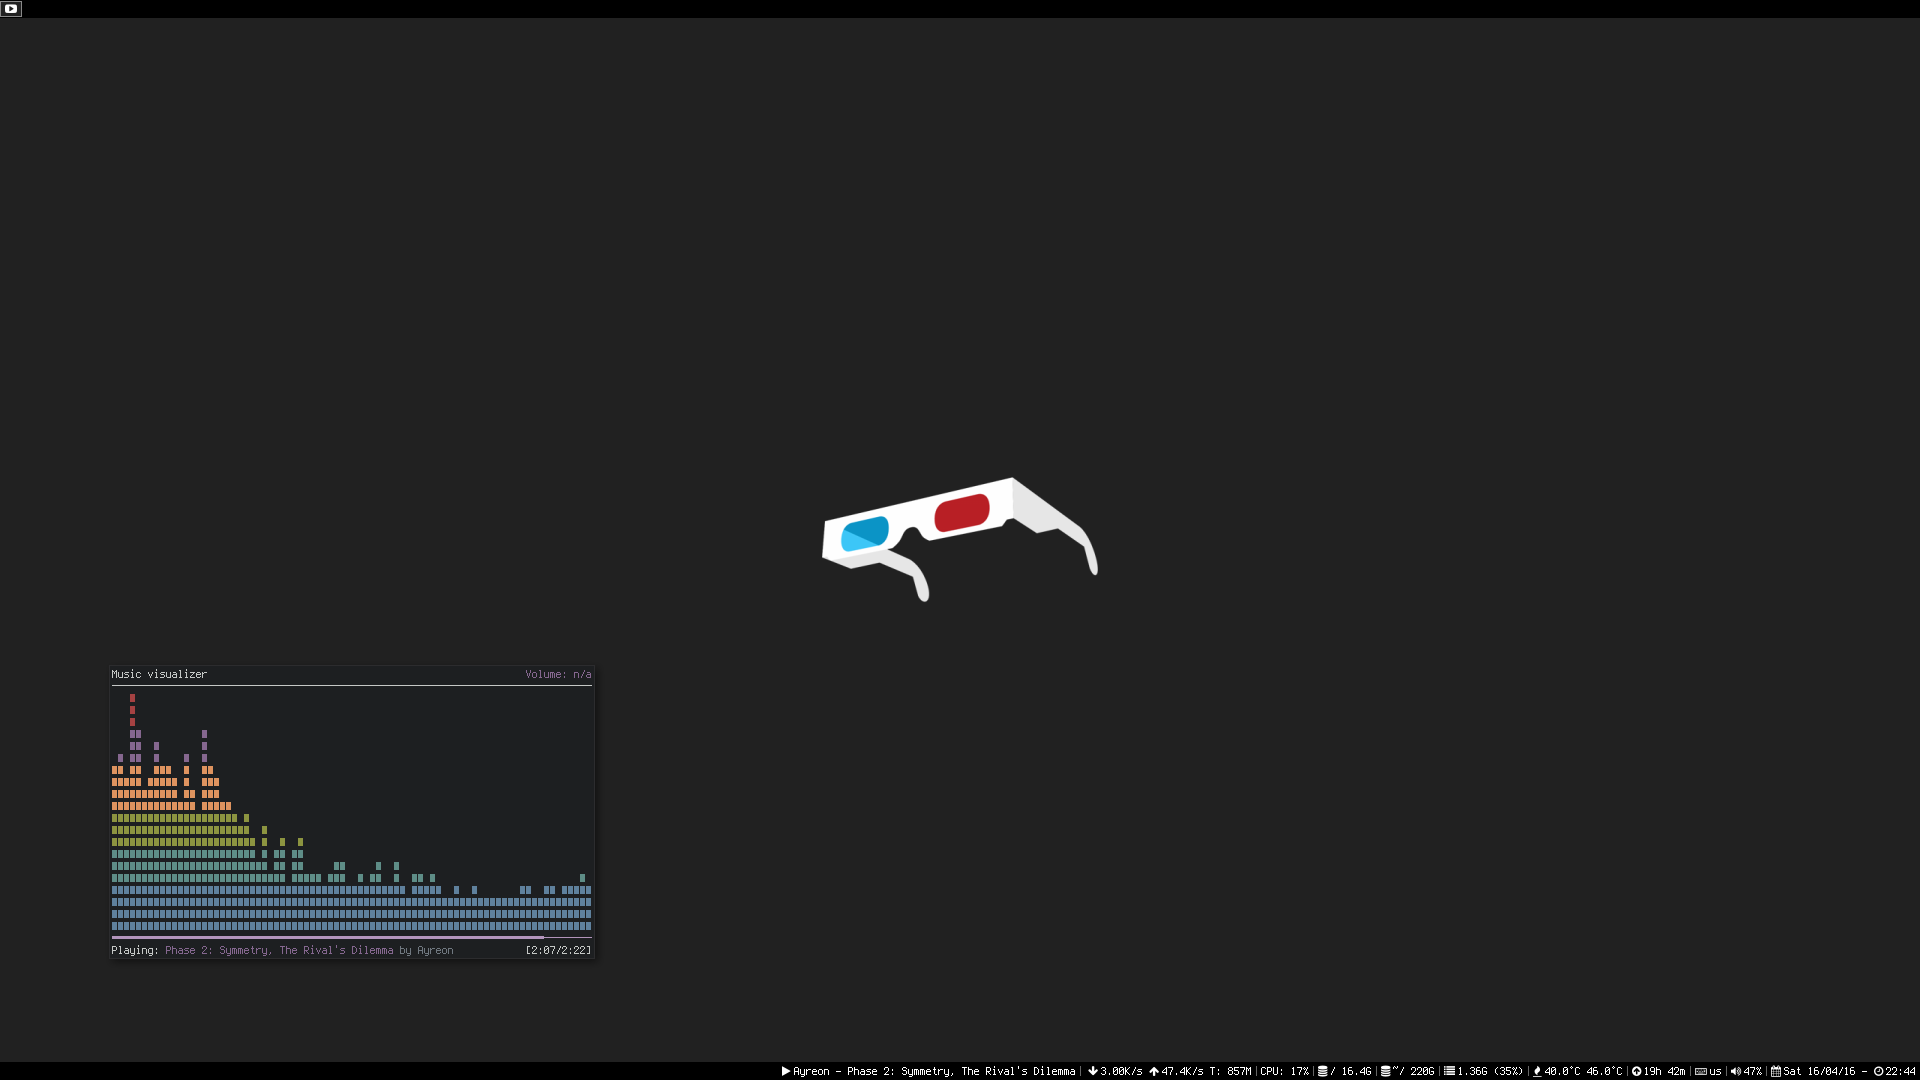 Music visualizer Volume: n/a
Playing: Phase 2: Symmetry, The Rival's Dilemma by Ayreon [2:07/2:22]
Ayreon - Phase 2: Symmetry, The Rival's Dilemma | 3.00K/s 47.4K/s T: 857M | CPU: 17% | / 16.4G | ~/ 220G | 1.36G (35%) | 40.0°C 46.0°C | 19h 42m | us | 47% | Sat 16/04/16 - 22:44